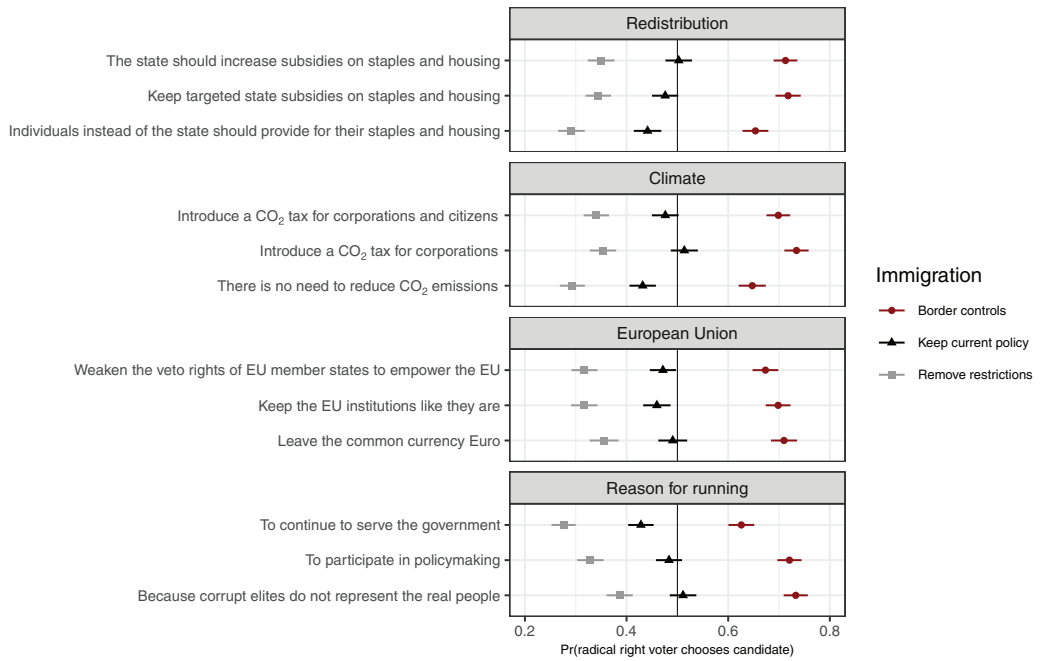 Redistribution
The state should increase subsidies on staples and housing
Keep targeted state subsidies on staples and housing
Individuals instead of the state should provide for their staples and housing
Climate
Introduce a CO₂ tax for corporations and citizens
Introduce a CO₂ tax for corporations
There is no need to reduce CO₂ emissions
European Union
Weaken the veto rights of EU member states to empower the EU
Keep the EU institutions like they are
Leave the common currency Euro
Reason for running
To continue to serve the government
To participate in policymaking
Because corrupt elites do not represent the real people
0.2 0.4 0.6 0.8
Pr(radical right voter chooses candidate)
Immigration
Border controls
Keep current policy
Remove restrictions